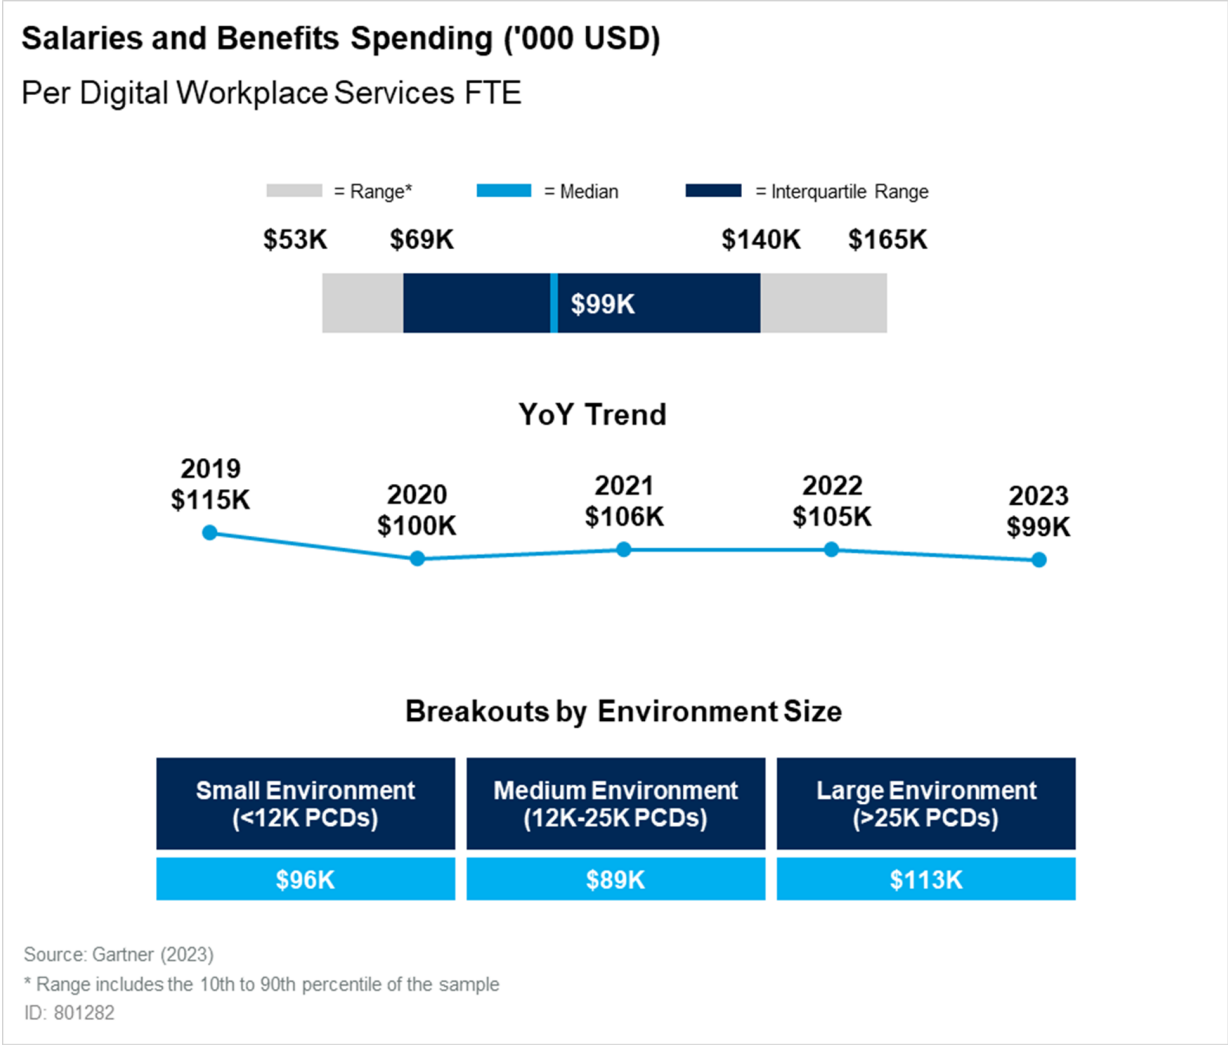 Salaries and Benefits Spending ('000 USD)
Per Digital Workplace Services FTE
= Range*
= Median
= Interquartile Range
$53K
$69K
$140K
$165K
$99K
YoY Trend
2019
$115K
2020
$100K
2021
$106K
2022
$105K
2023
$99K
Breakouts by Environment Size
Small Environment
(<12K PCDs)
Medium Environment
(12K-25K PCDs)
Large Environment
(>25K PCDs)
$96K
$89K
$113K
Source: Gartner (2023)
* Range includes the 10th to 90th percentile of the sample
ID: 801282